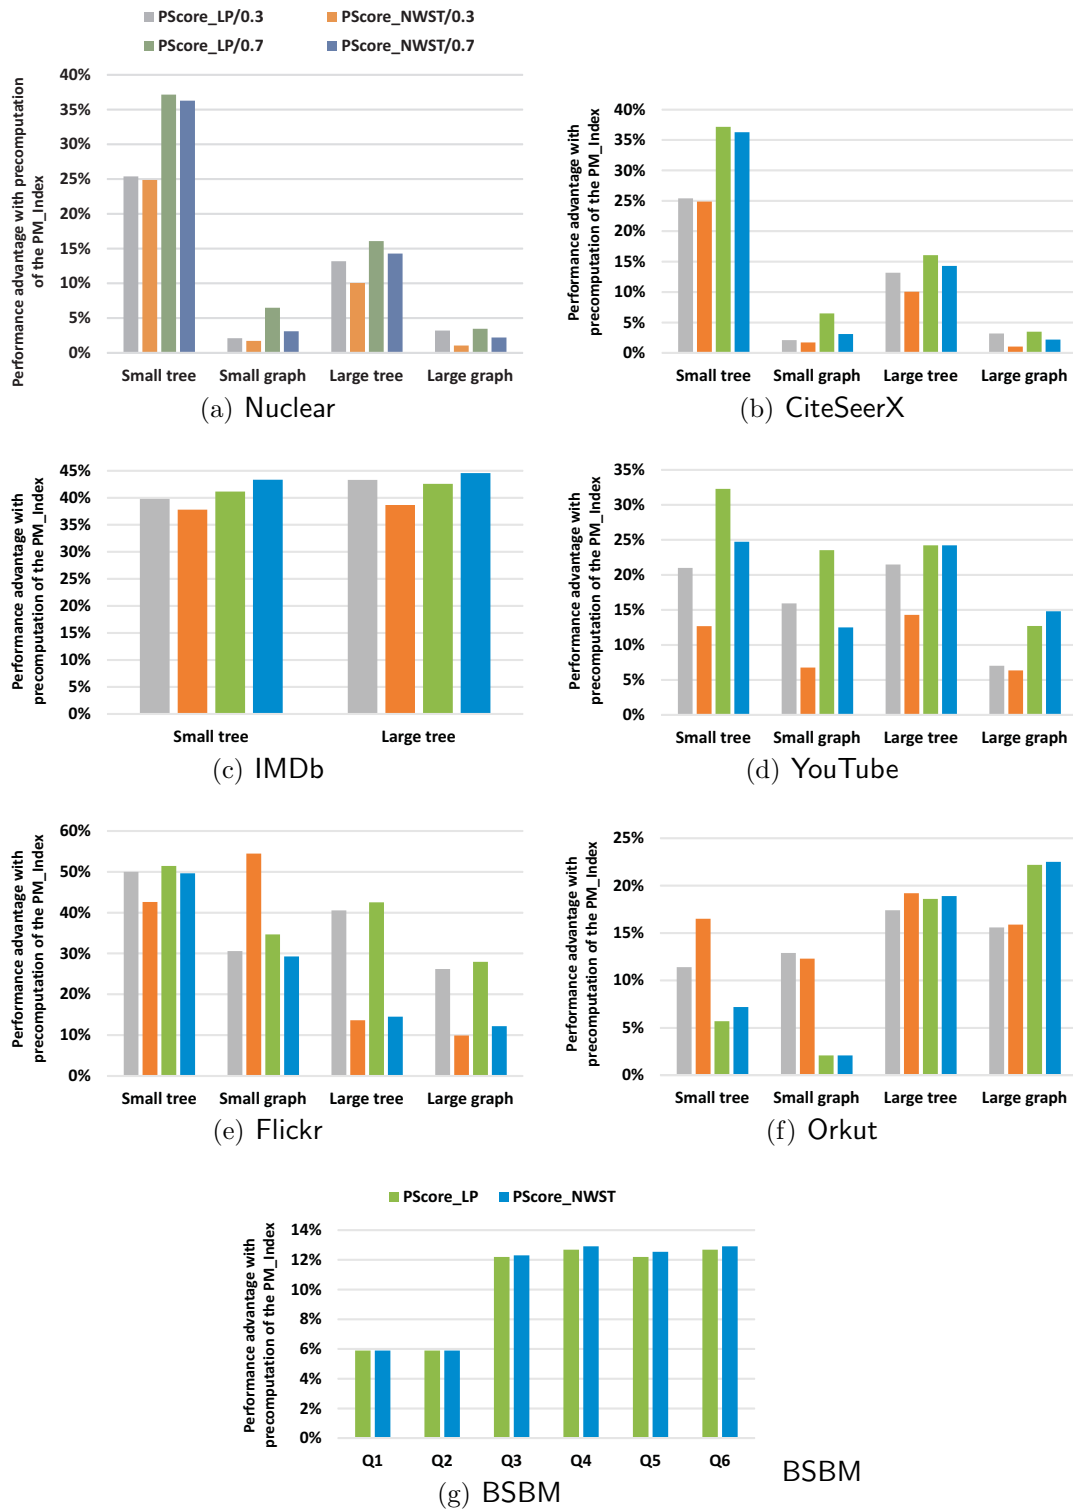 PScore_LP/0.3 PScore_NWST/0.3
PScore_LP/0.7 PScore_NWST/0.7
Performance advantage with precomputation
of the PM_Index
40%
35%
30%
25%
20%
15%
10%
5%
0%
Small tree Small graph Large tree Large graph
(a) Nuclear
Performance advantage with
precomputation of the PM_Index
40%
35%
30%
25%
20%
15%
10%
5%
0%
Small tree Small graph Large tree Large graph
(b) CiteSeerX
Performance advantage with
precomputation of the PM_Index
45%
40%
35%
30%
25%
20%
15%
10%
5%
0%
Small tree Large tree
(c) IMDb
Performance advantage with
precomputation of the PM_Index
35%
30%
25%
20%
15%
10%
5%
0%
Small tree Small graph Large tree Large graph
(d) YouTube
Performance advantage with
precomputation of the PM_Index
60%
50%
40%
30%
20%
10%
0%
Small tree Small graph Large tree Large graph
(e) Flickr
Performance advantage with
precomputation of the PM_Index
25%
20%
15%
10%
5%
0%
Small tree Small graph Large tree Large graph
(f) Orkut
PScore_LP PScore_NWST
Performance advantage with
precomputation of the PM_Index
14%
12%
10%
8%
6%
4%
2%
0%
Q1 Q2 Q3 Q4 Q5 Q6
(g) BSBM
BSBM